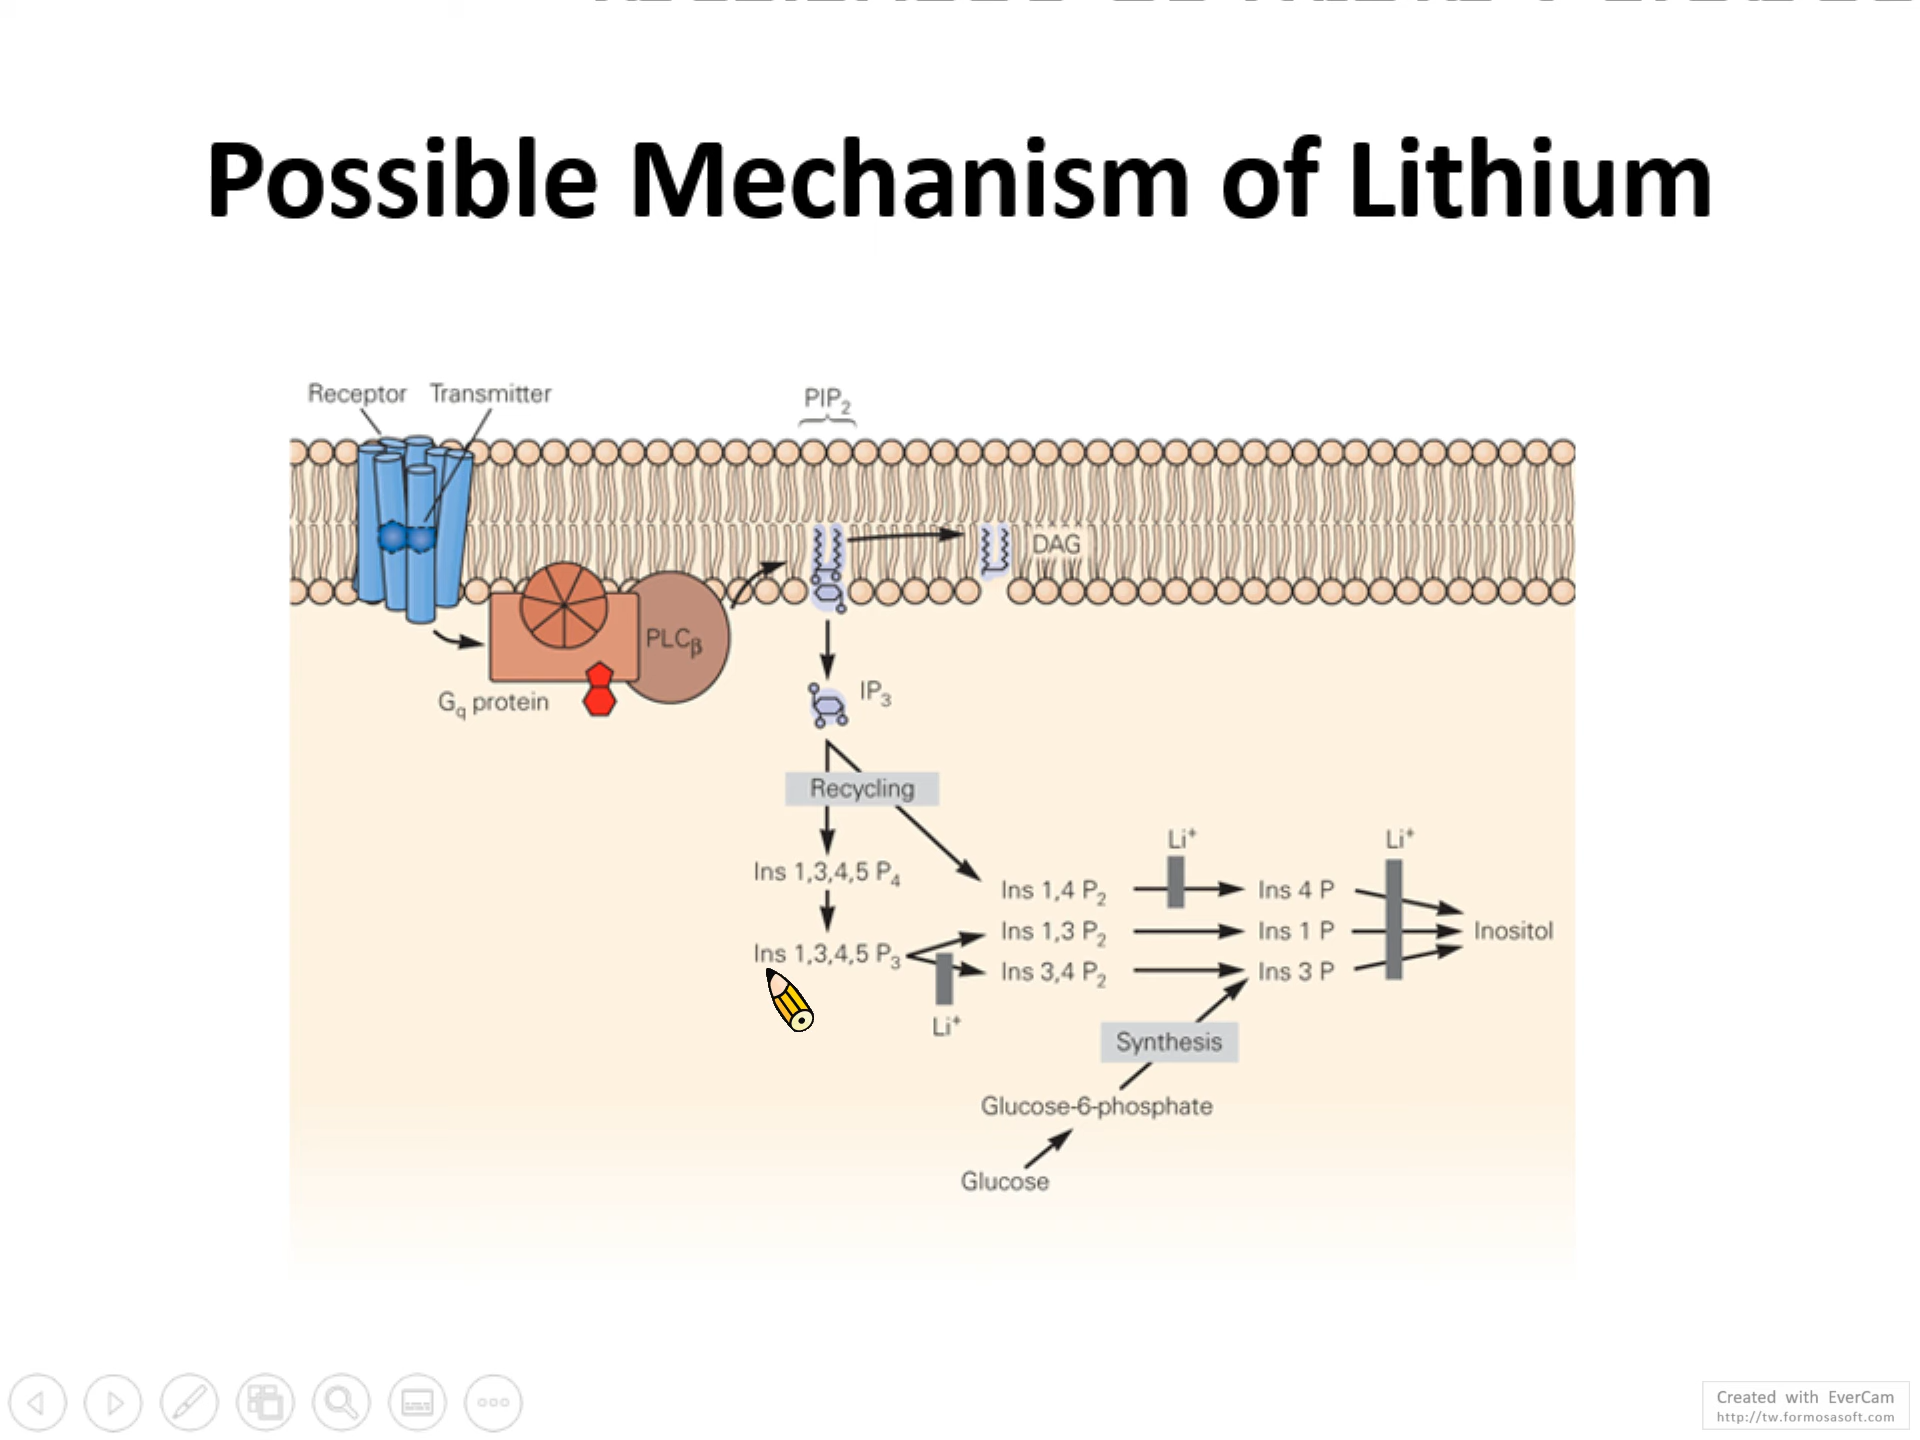 Possible Mechanism of Lithium
Receptor Transmitter
PIP₂
DAG
PLCβ
Gq protein
IP₃
Recycling
Li⁺ Li⁺
Ins 1,3,4,5 P₄
Ins 1,4 P₂ Ins 4 P
Ins 1,3 P₂ Ins 1 P Inositol
Ins 1,3,4,5 P₃
Ins 3,4 P₂ Ins 3 P
Li⁺
Synthesis
Glucose-6-phosphate
Glucose
Created with EverCam
http://tw.formosasoft.com